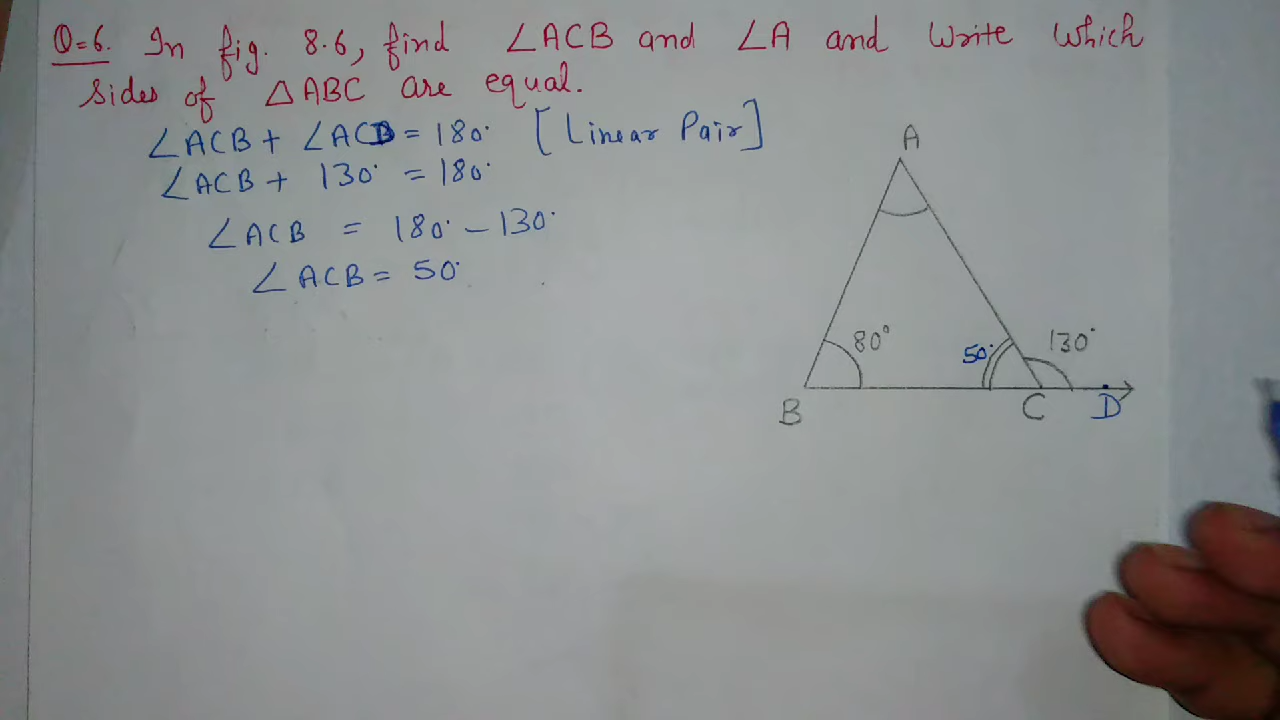 Q=6. In fig. 8.6, find ∠ACB and ∠A and Write Which
Sides of △ABC are equal.
∠ACB + ∠ACD = 180° [Linear Pair]
∠ACB + 130° = 180°
∠ACB = 180° - 130°
∠ACB = 50°
A
80°
50°
130°
B
C
D